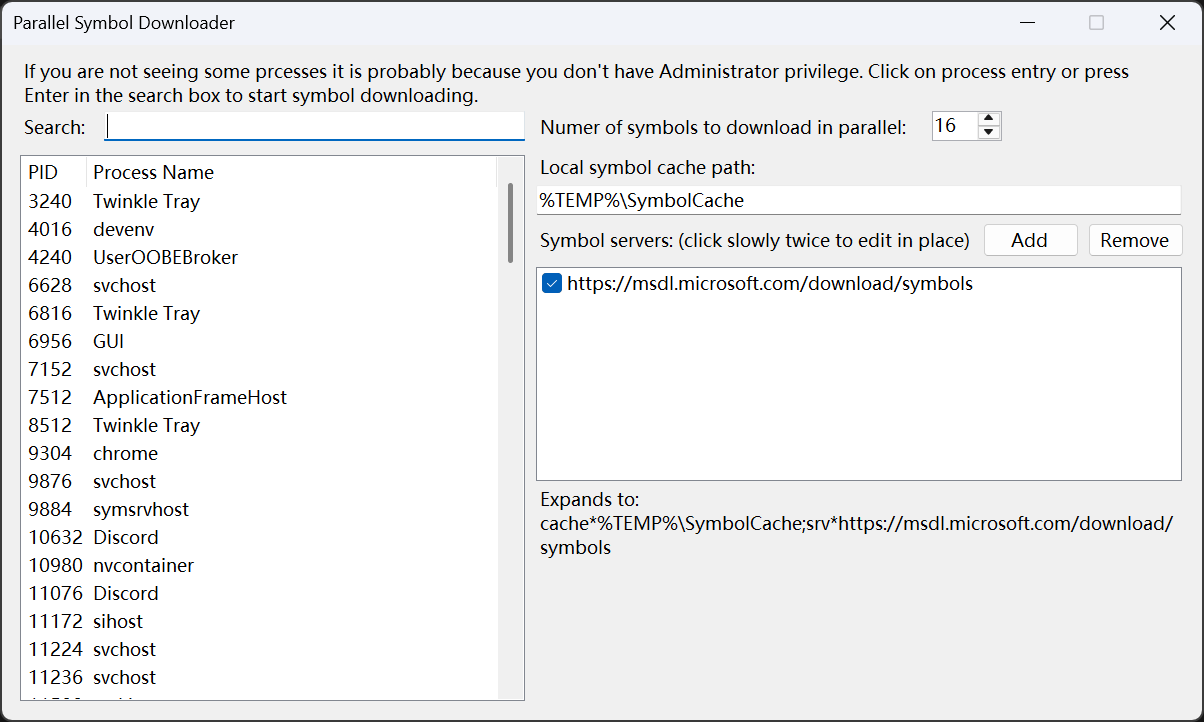 Parallel Symbol Downloader
If you are not seeing some prcesses it is probably because you don't have Administrator privilege. Click on process entry or press
Enter in the search box to start symbol downloading.
Search:
Numer of symbols to download in parallel: 16
Local symbol cache path:
%TEMP%\SymbolCache
Symbol servers: (click slowly twice to edit in place) Add Remove
https://msdl.microsoft.com/download/symbols
Expands to:
cache*%TEMP%\SymbolCache;srv*https://msdl.microsoft.com/download/
symbols
PID Process Name
3240 Twinkle Tray
4016 devenv
4240 UserOOBEBroker
6628 svchost
6816 Twinkle Tray
6956 GUI
7152 svchost
7512 ApplicationFrameHost
8512 Twinkle Tray
9304 chrome
9876 svchost
9884 symsrvhost
10632 Discord
10980 nvcontainer
11076 Discord
11172 sihost
11224 svchost
11236 svchost